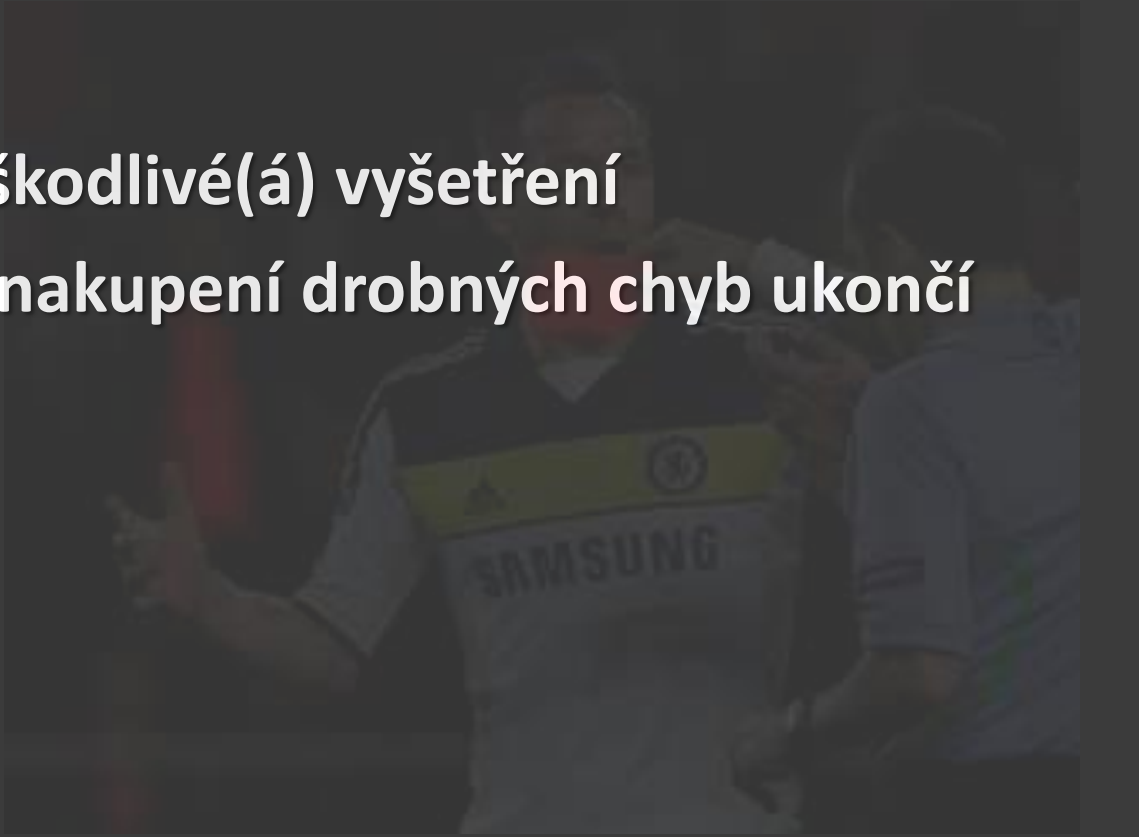 škodlivé(á) vyšetření
nakupení drobných chyb ukončí
SAMSUNG